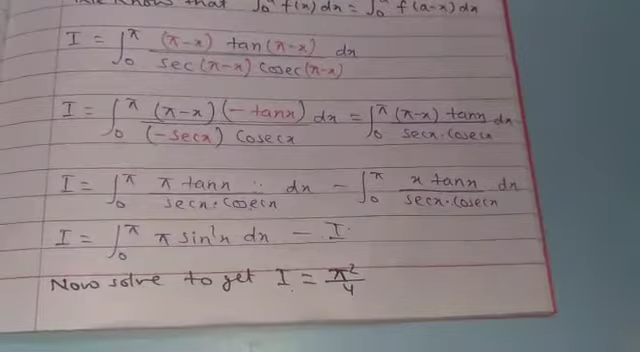 know that ∫₀ᵃ f(x) dx = ∫₀ᵃ f(a-x) dx
I = ∫₀^π (π-x) tan(π-x) / sec(π-x) cosec(π-x) dx
I = ∫₀^π (π-x)(-tanx) / (-secx) cosecx dx = ∫₀^π (π-x) tanx / secx·cosecx dx
I = ∫₀^π π tanx / secx·cosecx dx - ∫₀^π x tanx / secx·cosecx dx
I = ∫₀^π π sin²x dx - I
Now solve to get I = π²/4